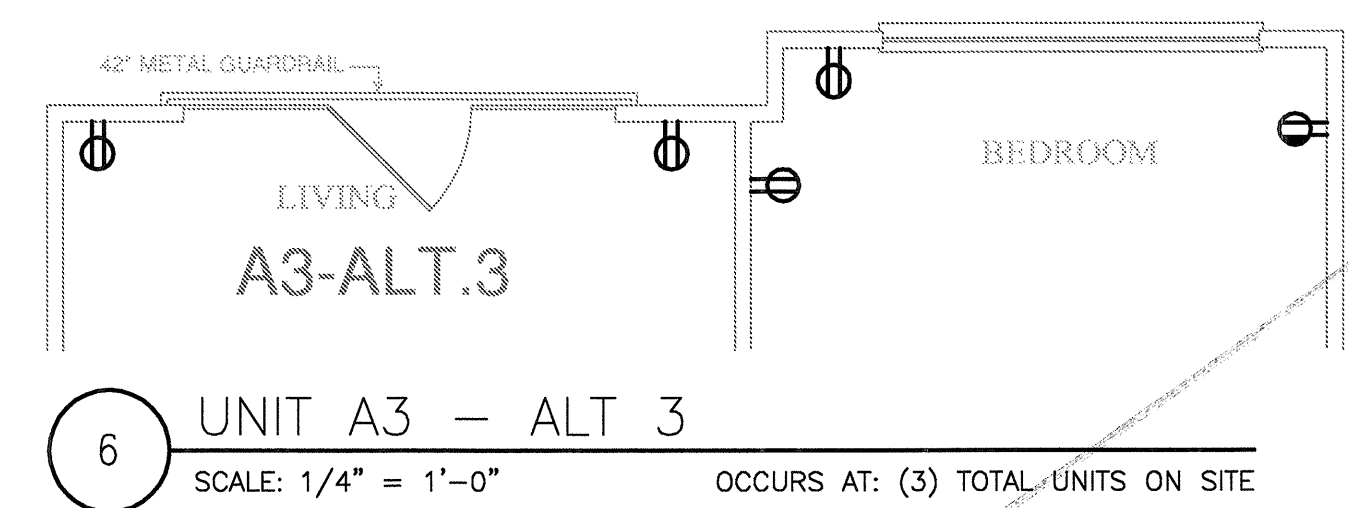 42" METAL GUARDRAIL
LIVING
BEDROOM
A3-ALT.3
6
UNIT A3 - ALT 3
SCALE: 1/4" = 1'-0"
OCCURS AT: (3) TOTAL UNITS ON SITE